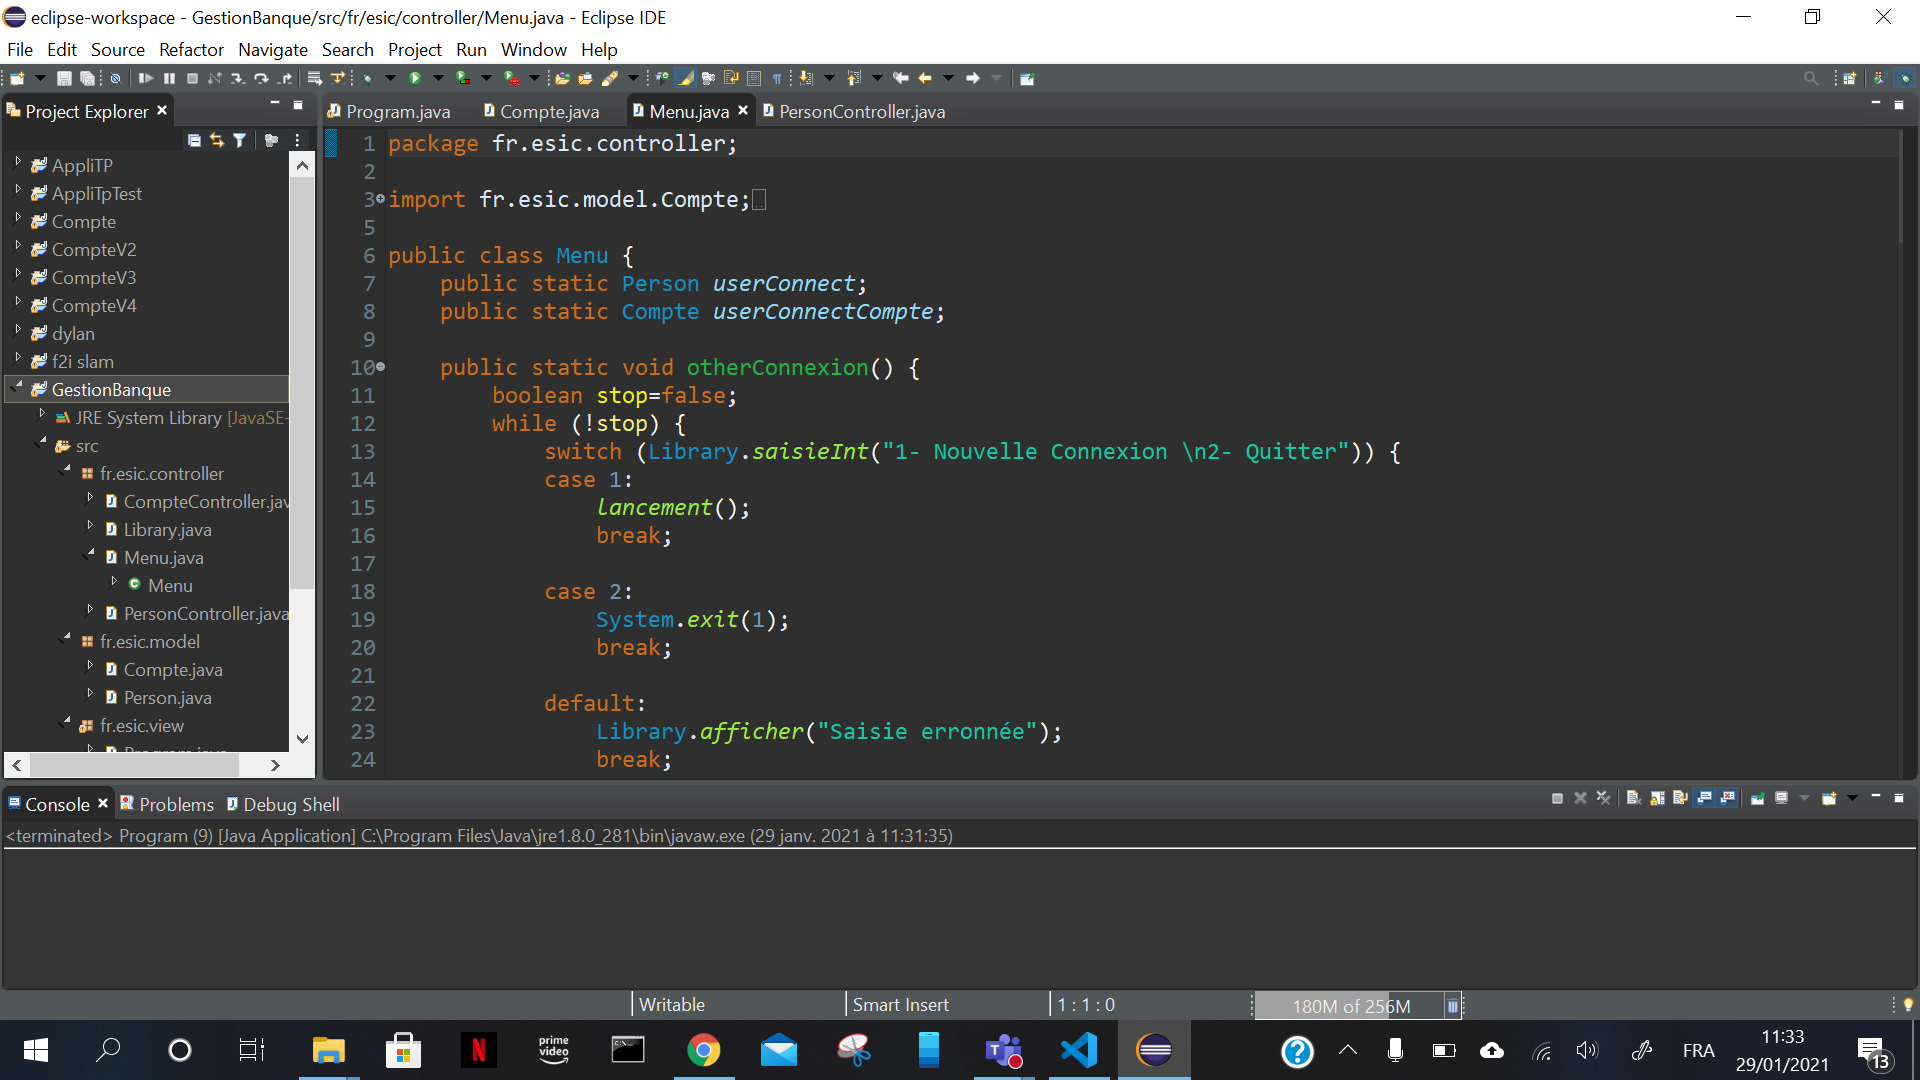 eclipse-workspace - GestionBanque/src/fr/esic/controller/Menu.java - Eclipse IDE
File Edit Source Refactor Navigate Search Project Run Window Help
Project Explorer
AppliTP
AppliTpTest
Compte
CompteV2
CompteV3
CompteV4
dylan
f2i slam
GestionBanque
JRE System Library [JavaSE-
src
fr.esic.controller
CompteController.jav
Library.java
Menu.java
Menu
PersonController.java
fr.esic.model
Compte.java
Person.java
fr.esic.view
Program.java
Program.java Compte.java Menu.java PersonController.java
1 package fr.esic.controller;
2
3 import fr.esic.model.Compte;
5
6 public class Menu {
7 public static Person userConnect;
8 public static Compte userConnectCompte;
9
10 public static void otherConnexion() {
11 boolean stop=false;
12 while (!stop) {
13 switch (Library.saisieInt("1- Nouvelle Connexion \n2- Quitter")) {
14 case 1:
15 lancement();
16 break;
17
18 case 2:
19 System.exit(1);
20 break;
21
22 default:
23 Library.afficher("Saisie erronnée");
24 break;
Console Problems Debug Shell
<terminated> Program (9) [Java Application] C:\Program Files\Java\jre1.8.0_281\bin\javaw.exe (29 janv. 2021 à 11:31:35)
Writable Smart Insert 1 : 1 : 0 180M of 256M
N prime video FRA 11:33
29/01/2021 13